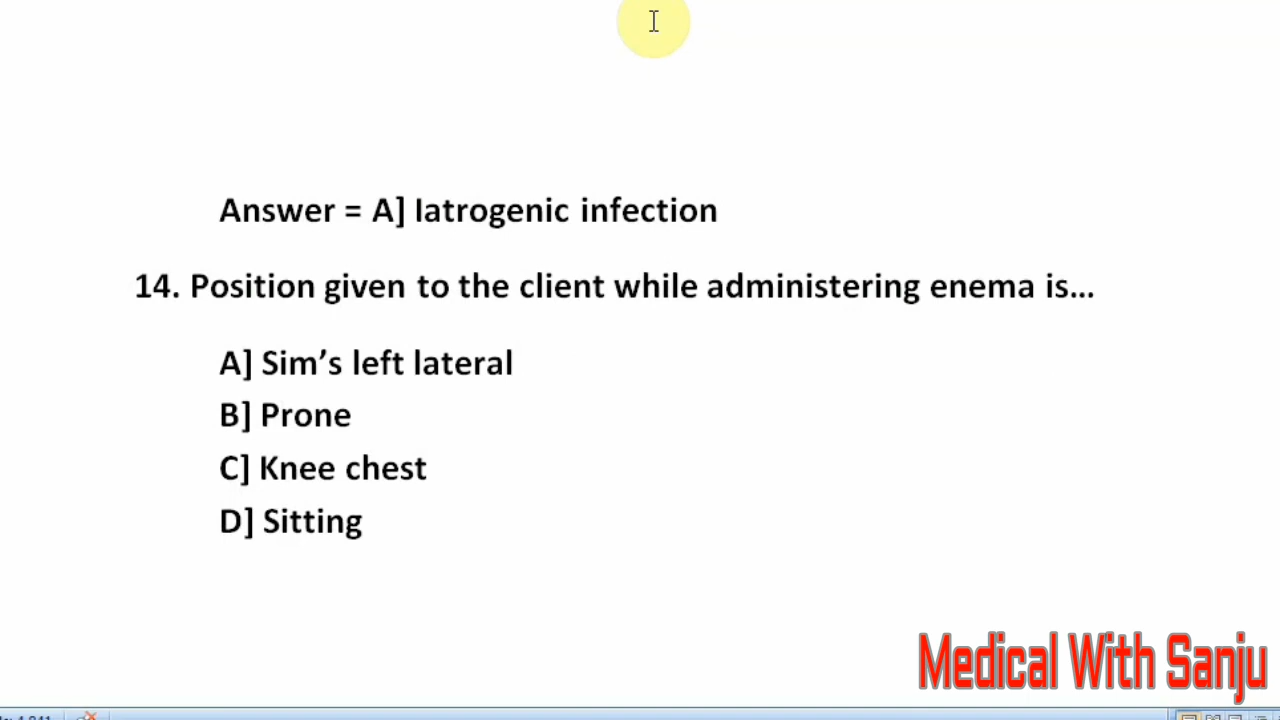 Answer = A] Iatrogenic infection
14. Position given to the client while administering enema is...
A] Sim’s left lateral
B] Prone
C] Knee chest
D] Sitting
Medical With Sanju